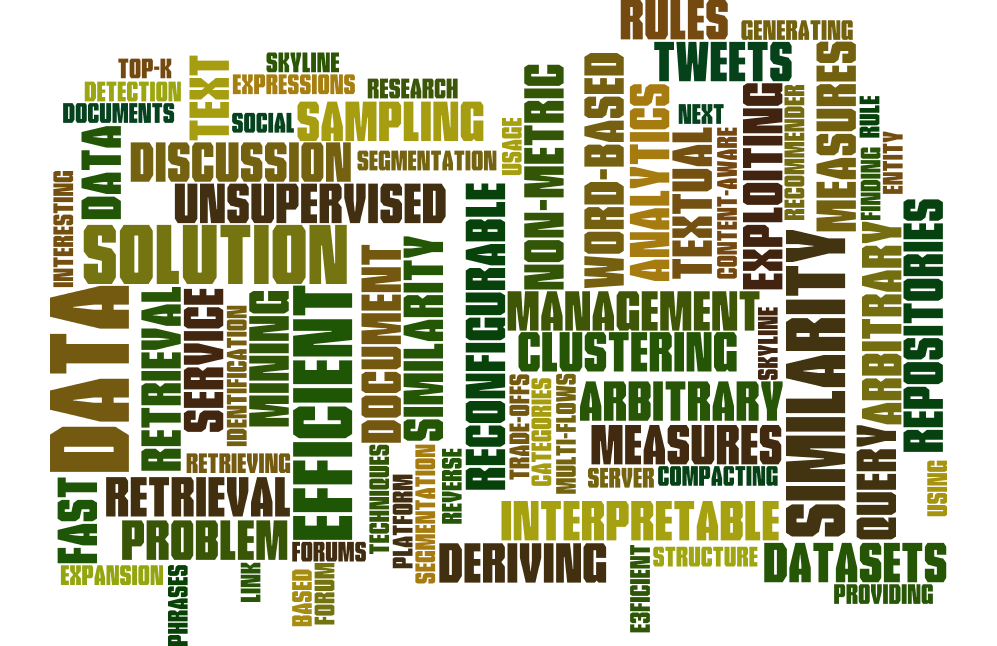 RULES
GENERATING
TWEETS
MEASURES
TOP-K
TEXT
SKYLINE
EXPRESSIONS
DETECTION
DOCUMENTS
RESEARCH
SOCIAL
SAMPLING
USAGE
NON-METRIC
WORD-BASED
ANALYTICS
NEXT
TEXTUAL
CONTENT-AWARE
EXPLOITING
RECOMMENDER
FINDING
RULE
ENTITY
DATA
DISCUSSION
SEGMENTATION
INTERESTING
UNSUPERVISED
SOLUTION
RECONFIGURABLE
SIMILARITY
ARBITRARY
REPOSITORIES
DATA
RETRIEVAL
SERVICE
IDENTIFICATION
MINING
EFFICIENT
DOCUMENT
SIMILARITY
MANAGEMENT
CLUSTERING
SKYLINE
TRADE-OFFS
CATEGORIES
MULTI-FLOWS
ARBITRARY
MEASURES
SERVER
COMPACTING
QUERY
USING
RETRIEVING
RETRIEVAL
FAST
PROBLEM
FORUMS
TECHNIQUES
PLATFORM
SEGMENTATION
REVERSE
INTERPRETABLE
DERIVING
STRUCTURE
DATASETS
PROVIDING
EXPANSION
PHRASES
LINK
BASED
FORUM
E3FICIENT